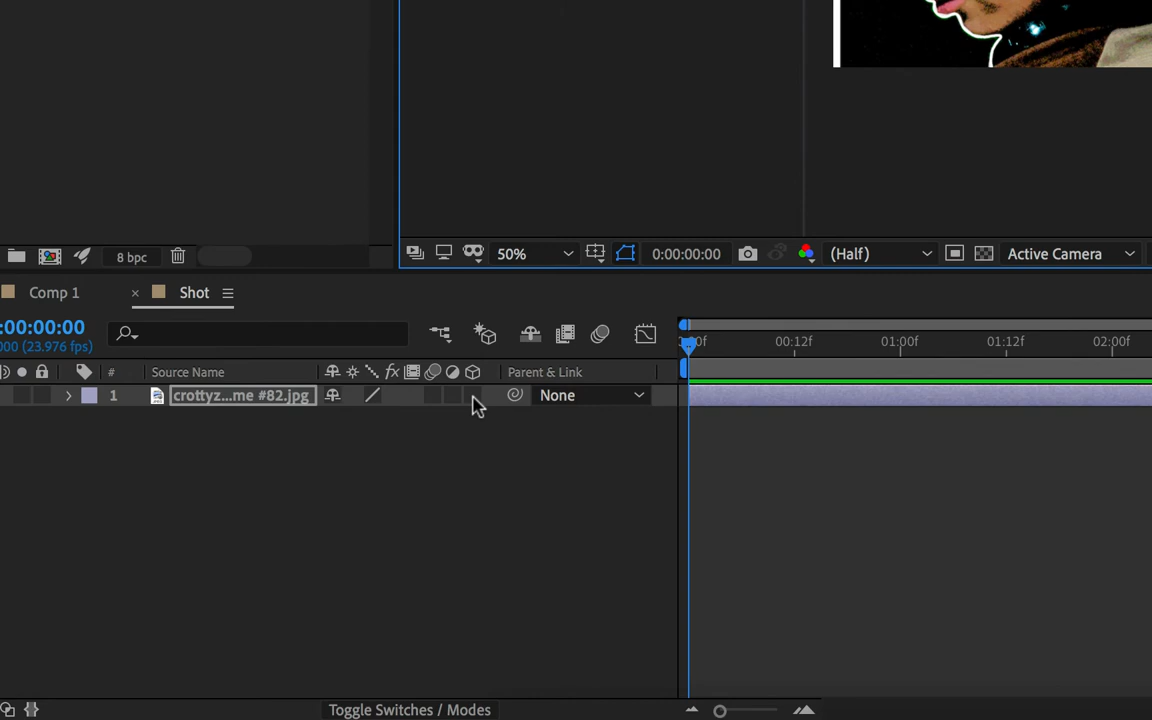 8 bpc
50%
0:00:00:00
(Half)
Active Camera
Comp 1
×
Shot
:00:00:00
000 (23.976 fps)
00:12f
01:00f
01:12f
02:00f
#
Source Name
fx
Parent & Link
1
crottyz...me #82.jpg
None
Toggle Switches / Modes